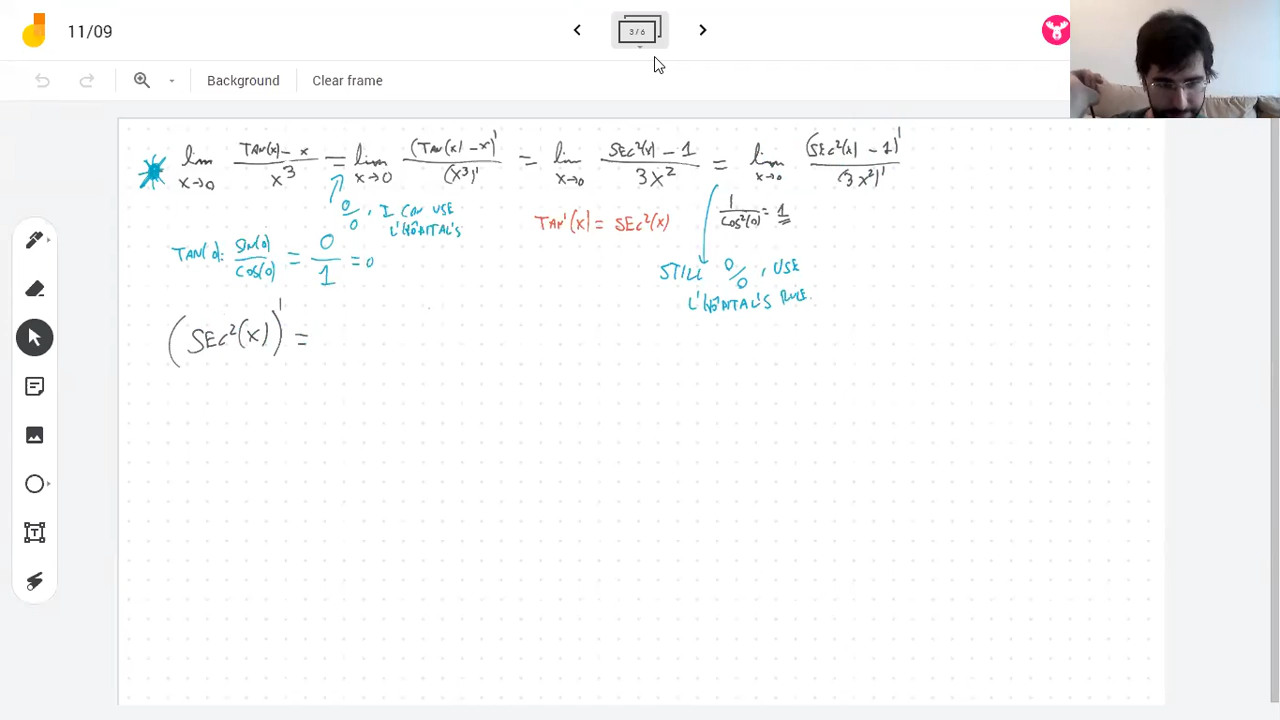 11/09
3 / 6
Background
Clear frame
lim x→0 (TAN(x) - x)/x³ = lim x→0 (TAN(x) - x)'/(x³)' = lim x→0 (SEC²(x) - 1)/3x² = lim x→0 (SEC²(x) - 1)'/(3x²)'
0/0, I CAN USE
L'HÔPITAL'S
TAN'(x) = SEC²(x)
1/cos²(0) = 1
TAN(0): SIN(0)/COS(0) = 0/1 = 0
STILL 0/0, USE
L'HÔPITAL'S RULE.
(SEC²(x))' =